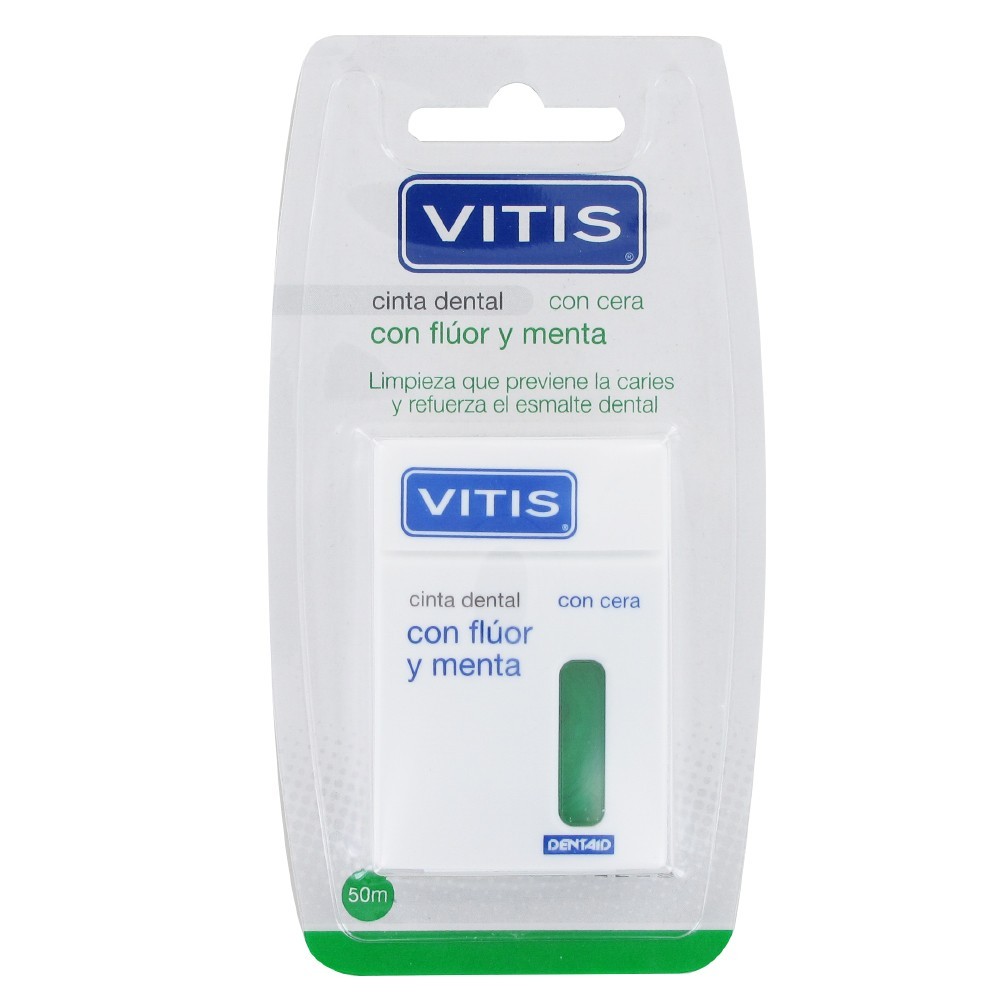 VITIS®
cinta dental con cera
con flúor y menta
Limpieza que previene la caries
y refuerza el esmalte dental
VITIS®
cinta dental con cera
con flúor
y menta
DENTAID
50m